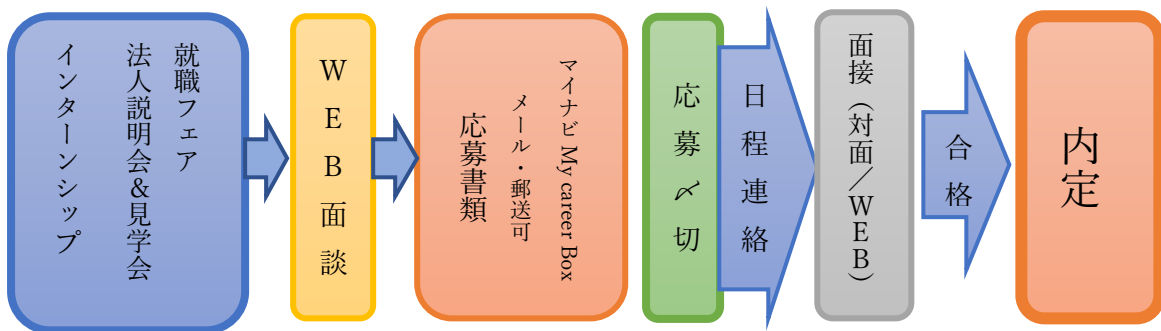 就職フェア
法人説明会&見学会
インターンシップ
WEB面談
マイナビ My career Box
メール・郵送可
応募書類
応募〆切
日程連絡
面接（対面／WEB）
合格
内定